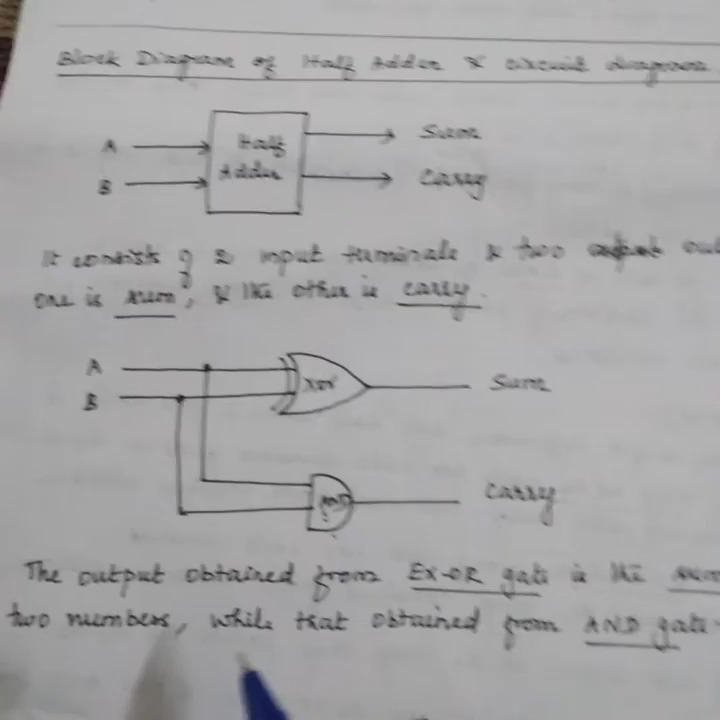 Block Diagram of Half Adder & circuit diagram
A
Half
Adder
Sum
B
Carry
It consists of 2 input terminals & two out
one is sum, & the other is carry.
A
XOR
Sum
B
AND
Carry
The output obtained from EX-OR gate is the sum
two numbers, while that obtained from AND gate